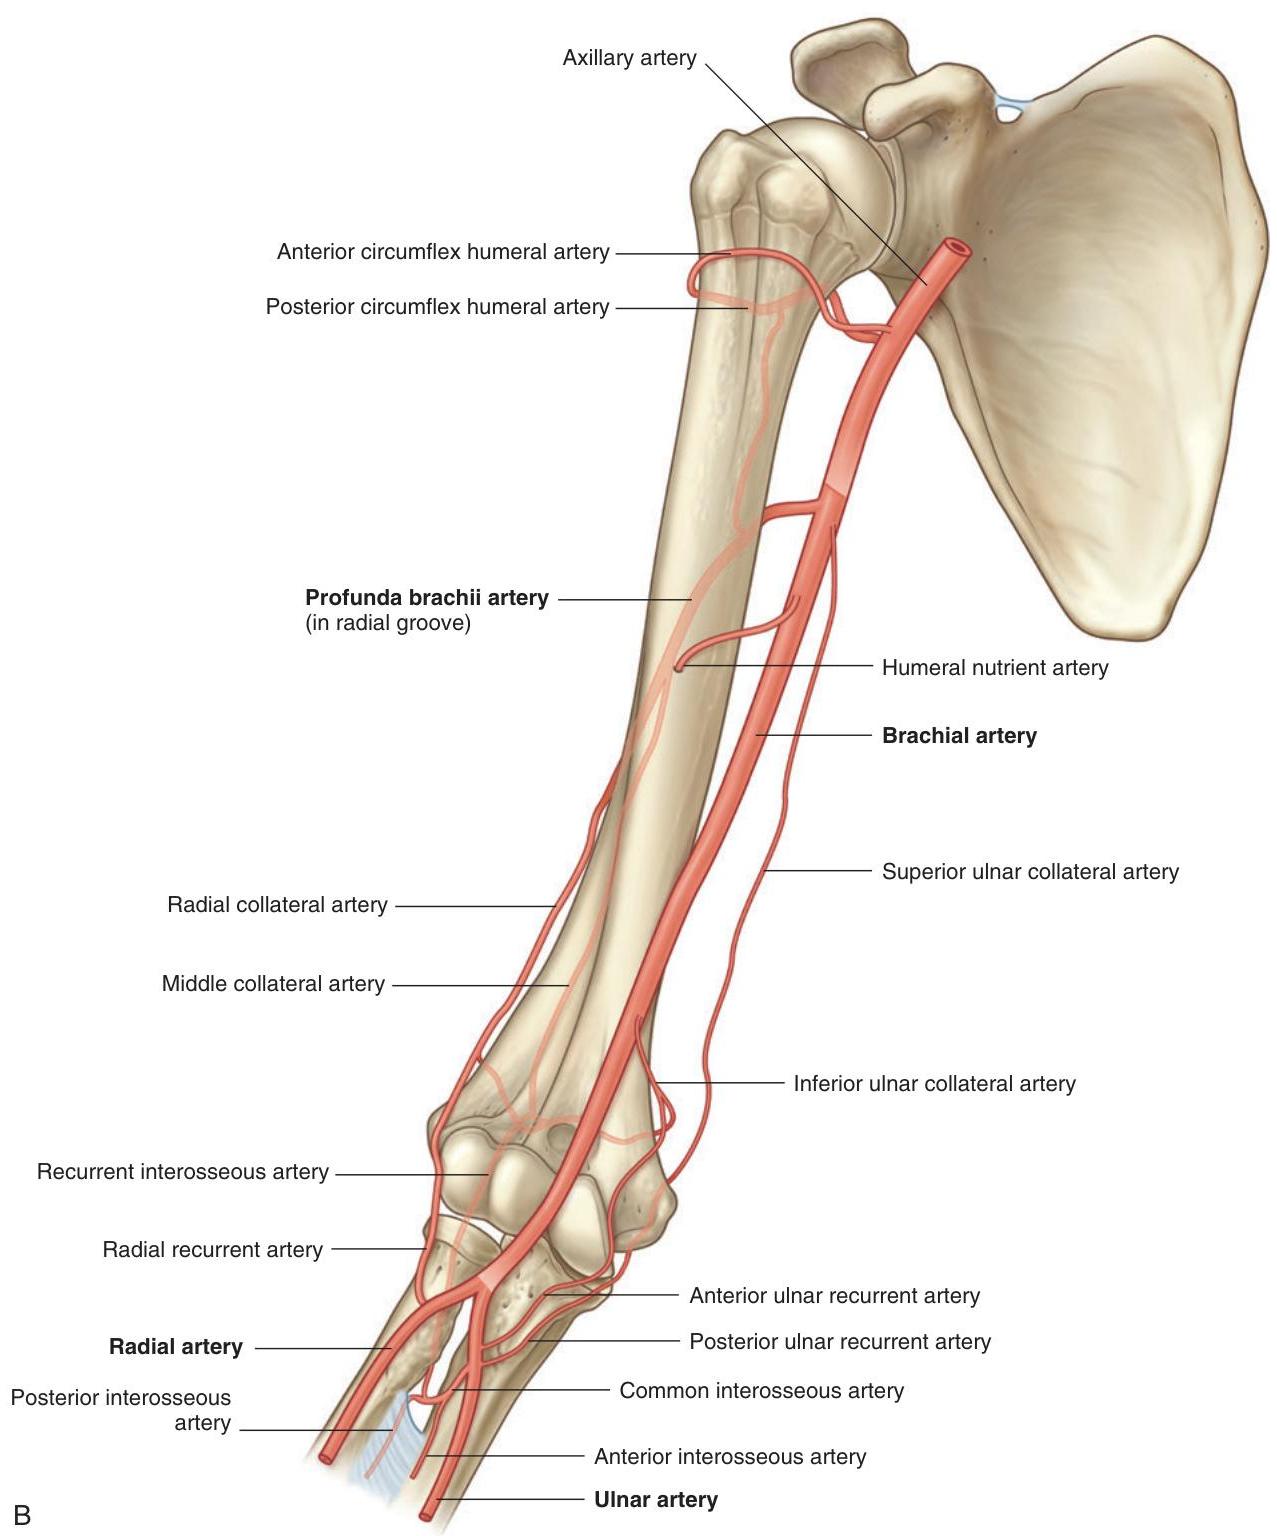 Axillary artery
Anterior circumflex humeral artery
Posterior circumflex humeral artery
Profunda brachii artery
(in radial groove)
Humeral nutrient artery
Brachial artery
Superior ulnar collateral artery
Radial collateral artery
Middle collateral artery
Inferior ulnar collateral artery
Recurrent interosseous artery
Radial recurrent artery
Anterior ulnar recurrent artery
Posterior ulnar recurrent artery
Radial artery
Common interosseous artery
Posterior interosseous
artery
Anterior interosseous artery
Ulnar artery
B